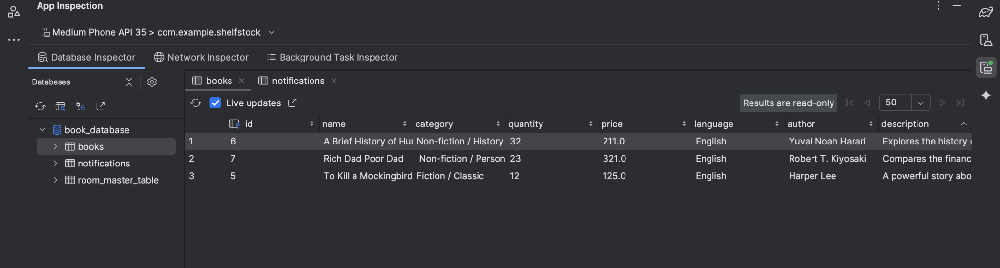 App Inspection
Medium Phone API 35 > com.example.shelfstock
Database Inspector Network Inspector Background Task Inspector
Databases
books notifications
Live updates Results are read-only 50
id name category quantity price language author description
book_database
books
notifications
room_master_table
1 6 A Brief History of Non-fiction / History 32 211.0 English Yuval Noah Harari Explores the history
2 7 Rich Dad Poor Dad Non-fiction / Person 23 321.0 English Robert T. Kiyosaki Compares the financ
3 5 To Kill a Mockingbird Fiction / Classic 12 125.0 English Harper Lee A powerful story abo